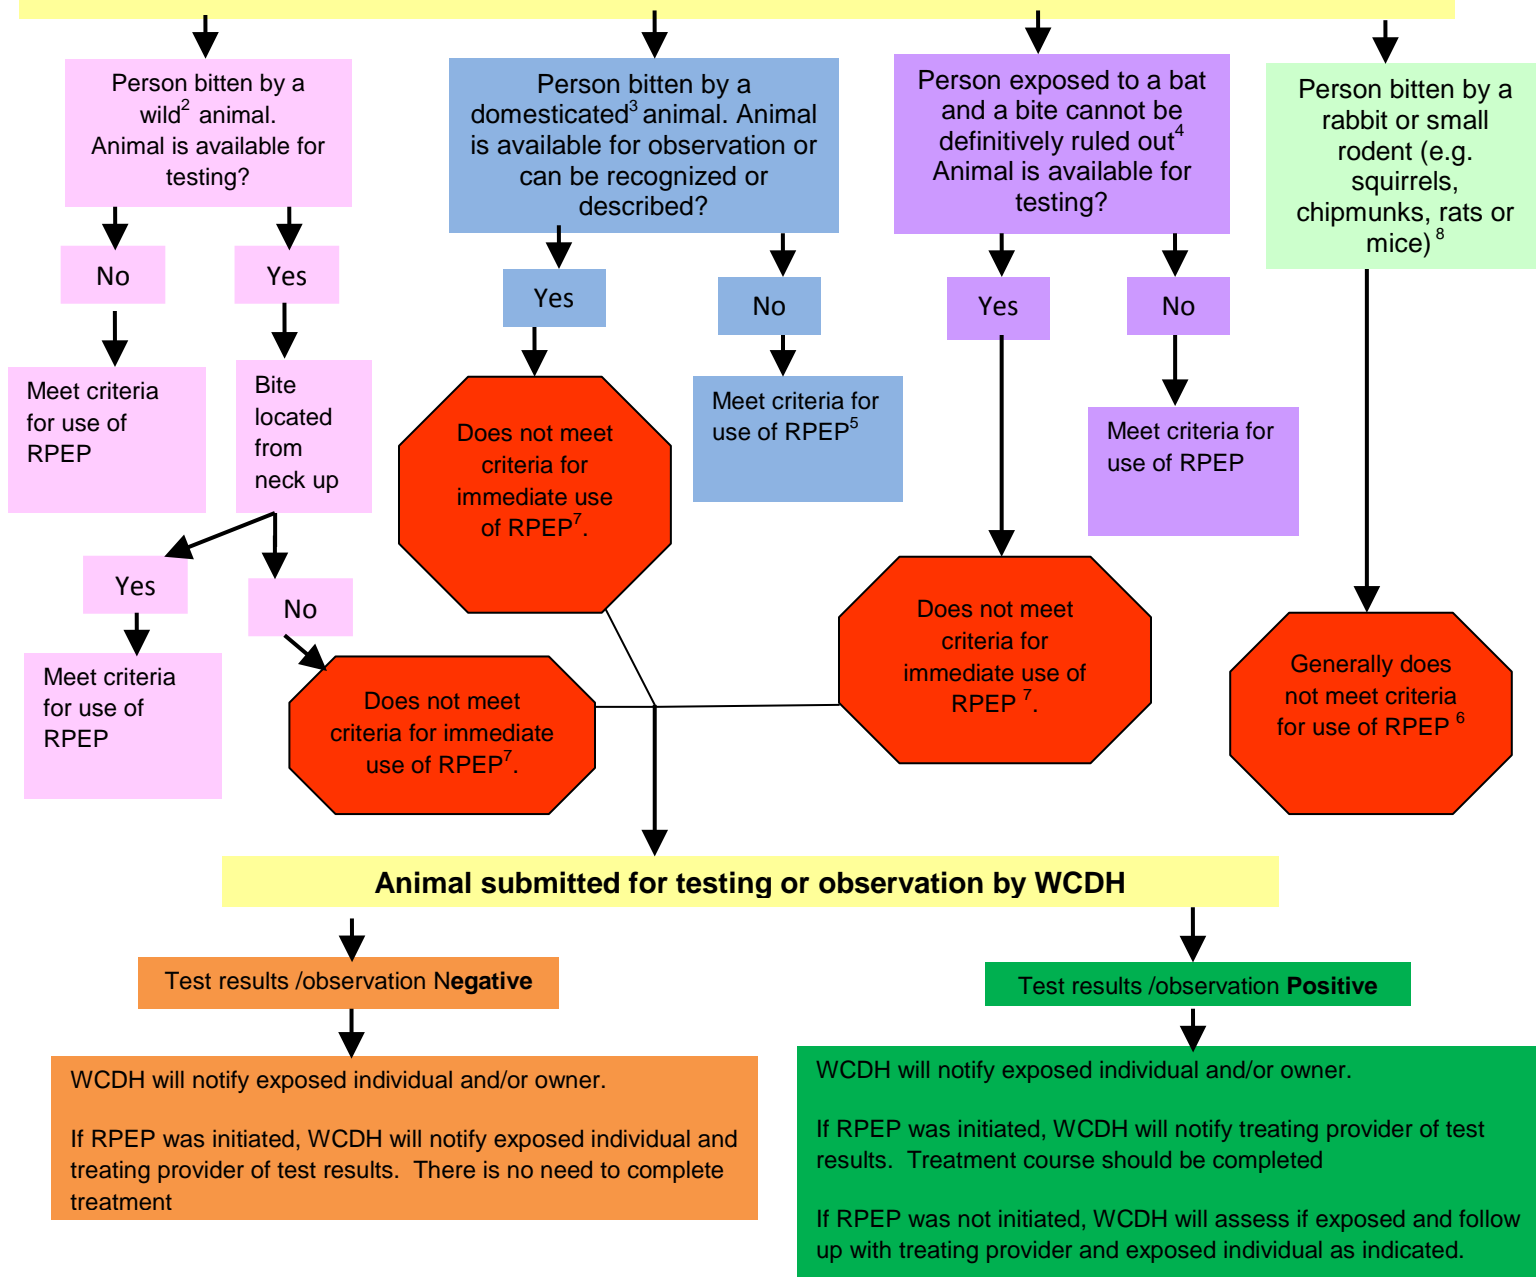 Person bitten by a
wild2 animal.
Animal is available for
testing?
No
Yes
Meet criteria
for use of
RPEP
Bite
located
from
neck up
Yes
No
Meet criteria
for use of
RPEP
Does not meet
criteria for immediate
use of RPEP7.
Person bitten by a
domesticated3 animal. Animal
is available for observation or
can be recognized or
described?
Yes
No
Does not meet
criteria for
immediate use
of RPEP7.
Meet criteria for
use of RPEP5
Person exposed to a bat
and a bite cannot be
definitively ruled out4
Animal is available for
testing?
Yes
No
Does not meet
criteria for
immediate use of
RPEP 7.
Meet criteria for
use of RPEP
Person bitten by a
rabbit or small
rodent (e.g.
squirrels,
chipmunks, rats or
mice) 8
Generally does
not meet criteria
for use of RPEP 6
Animal submitted for testing or observation by WCDH
Test results /observation Negative
WCDH will notify exposed individual and/or owner.
If RPEP was initiated, WCDH will notify exposed individual and
treating provider of test results.  There is no need to complete
treatment
Test results /observation Positive
WCDH will notify exposed individual and/or owner.
If RPEP was initiated, WCDH will notify treating provider of test
results.  Treatment course should be completed
If RPEP was not initiated, WCDH will assess if exposed and follow
up with treating provider and exposed individual as indicated.